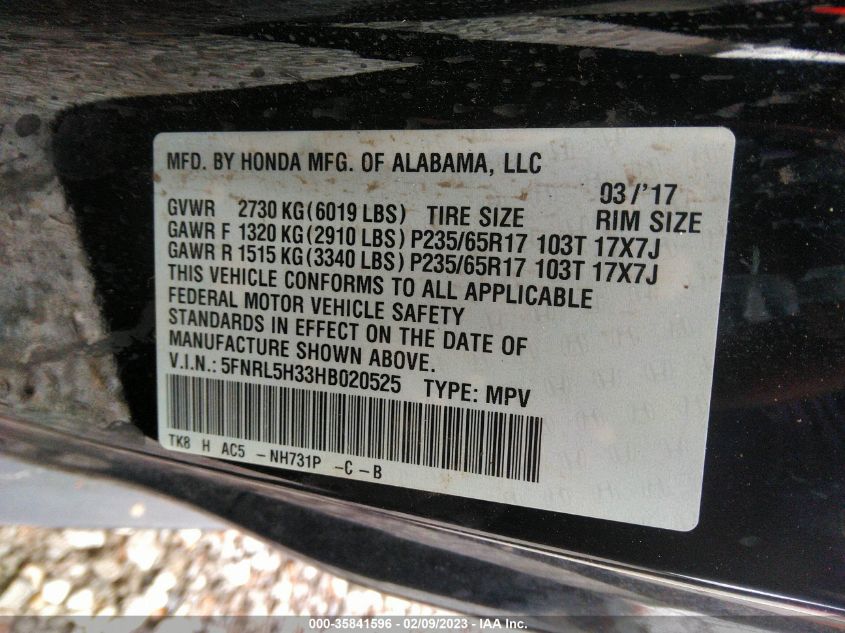 MFD. BY HONDA MFG. OF ALABAMA, LLC
03/'17
GVWR 2730 KG(6019 LBS) TIRE SIZE RIM SIZE
GAWR F 1320 KG(2910 LBS) P235/65R17 103T 17X7J
GAWR R 1515 KG(3340 LBS) P235/65R17 103T 17X7J
THIS VEHICLE CONFORMS TO ALL APPLICABLE
FEDERAL MOTOR VEHICLE SAFETY
STANDARDS IN EFFECT ON THE DATE OF
MANUFACTURE SHOWN ABOVE.
V.I.N.: 5FNRL5H33HB020525 TYPE: MPV
TK8 H AC5 -NH731P -C-B
000-35841596 - 02/09/2023 - IAAI Inc.